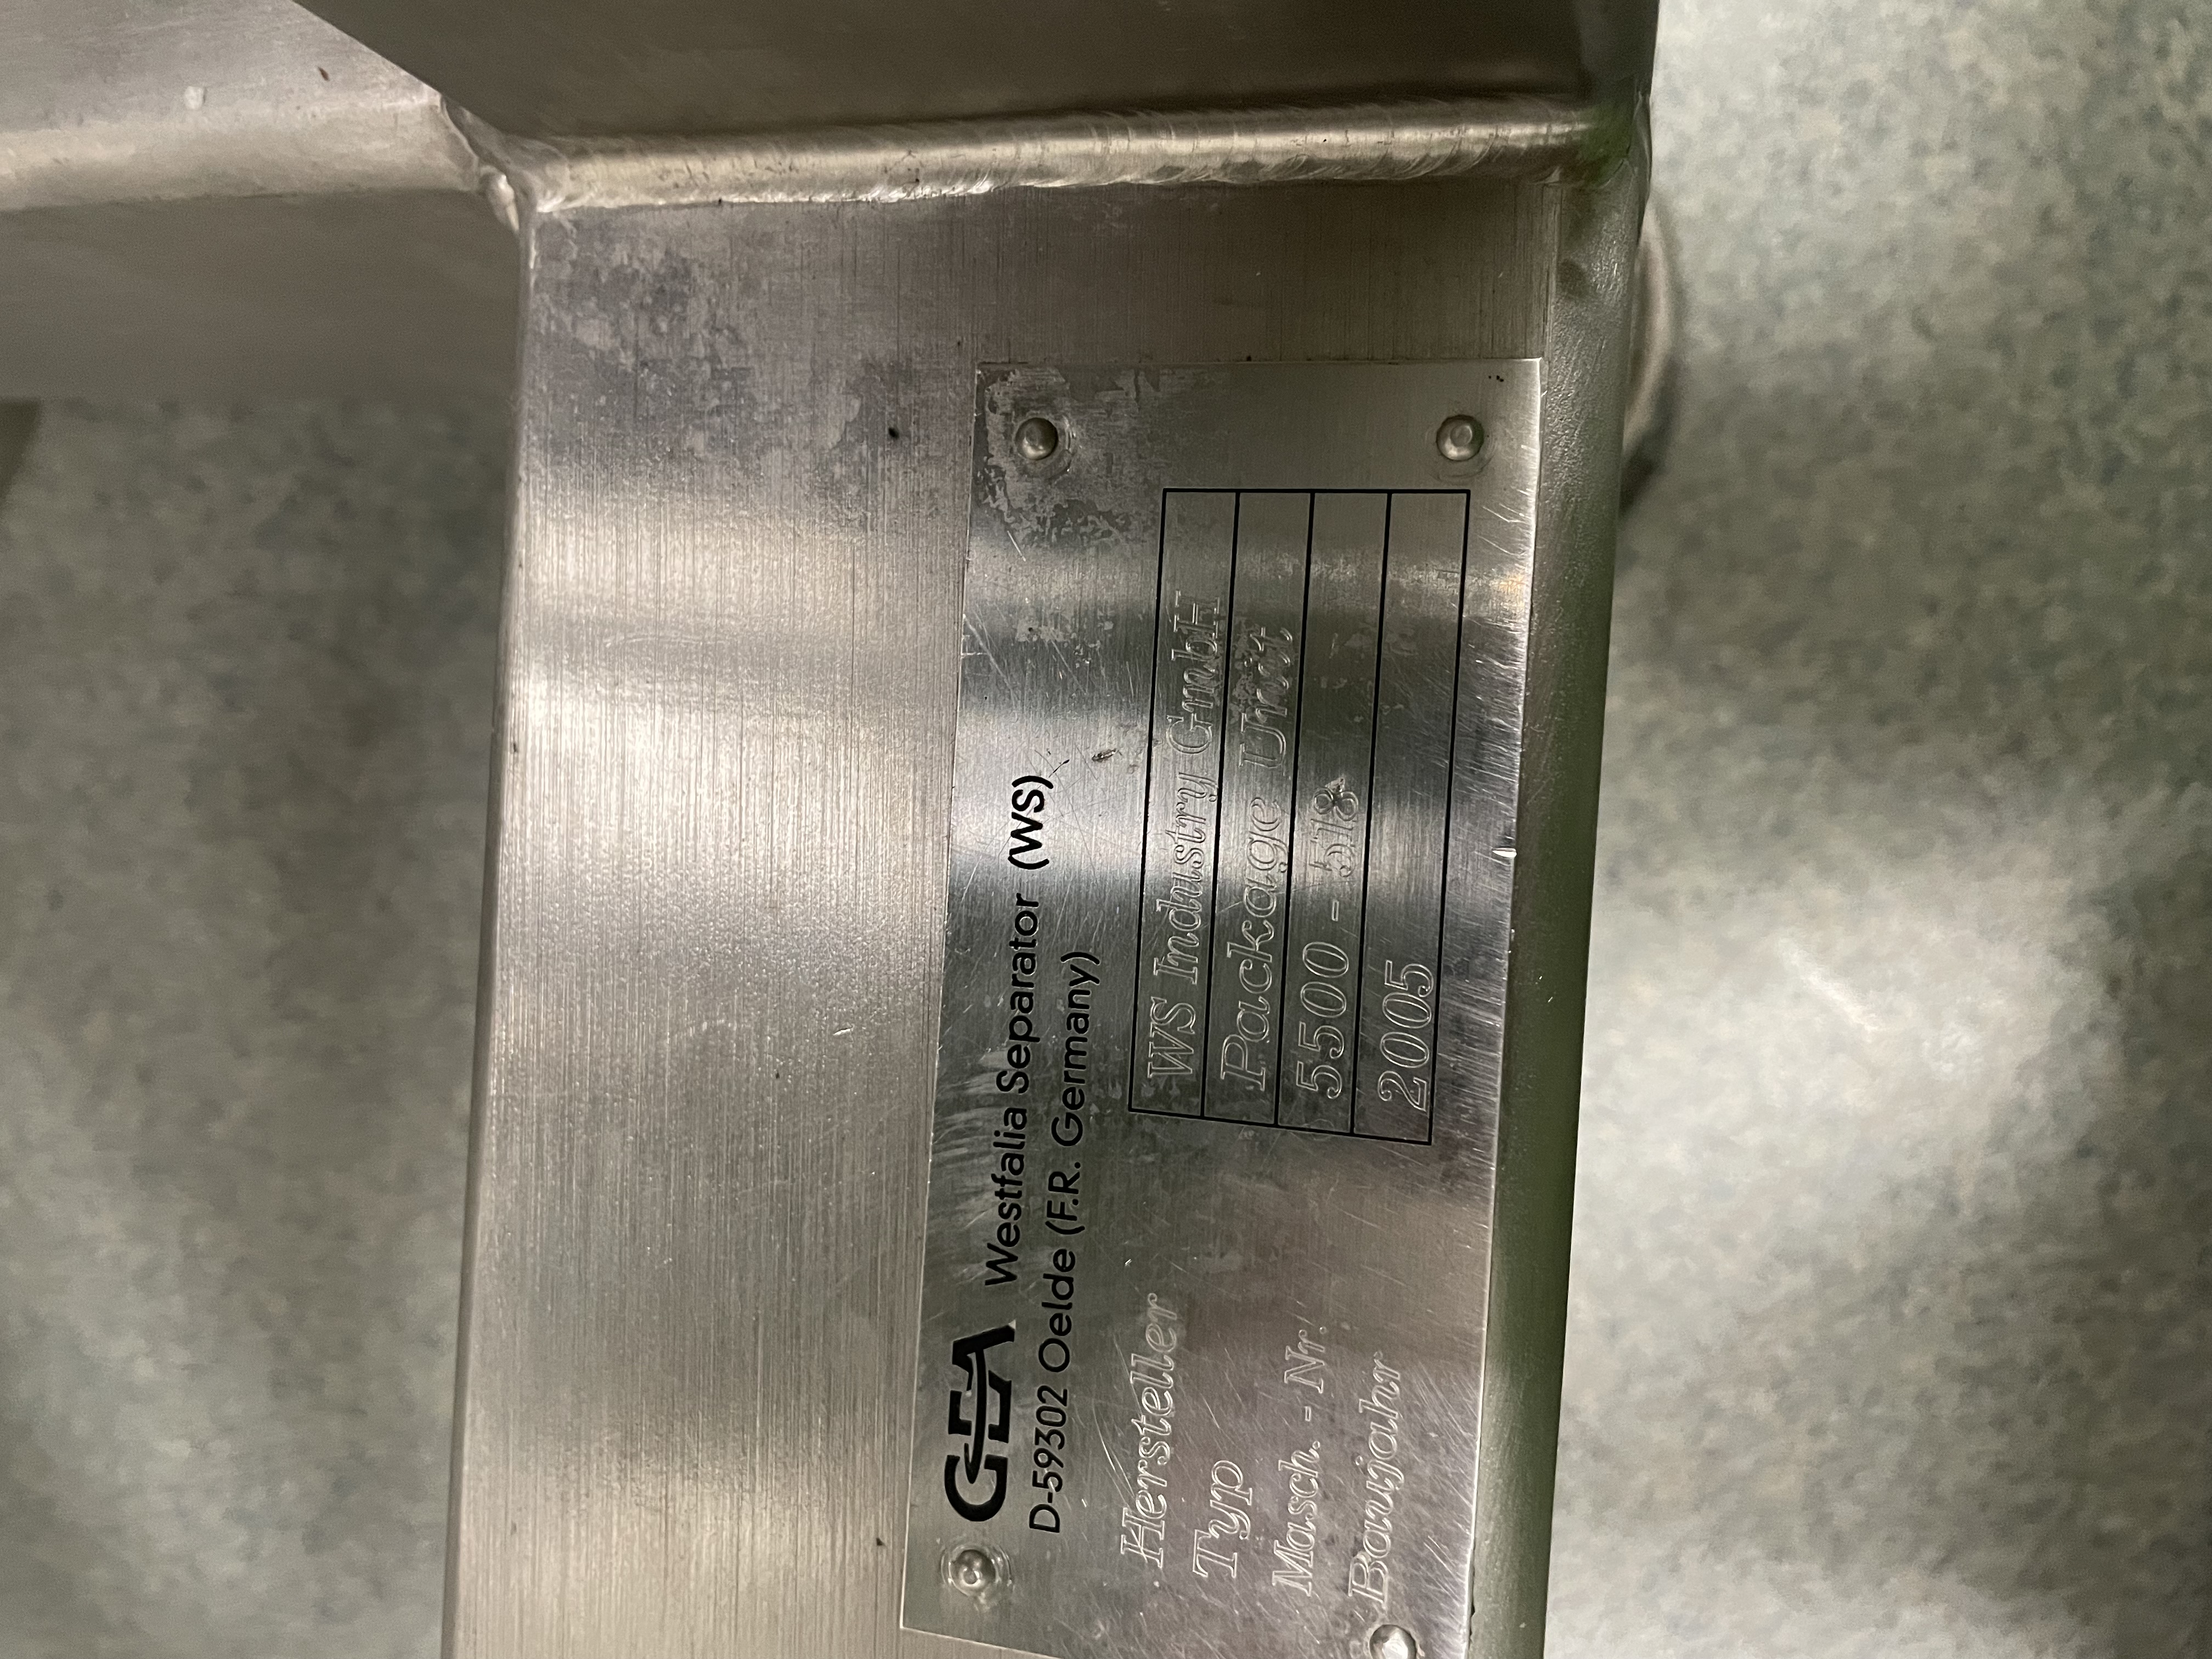 GEA Westfalia Separator (WS)
D-59302 Oelde (F.R. Germany)
Hersteller WS Industry GmbH
Typ Package Unit
Masch.-Nr. 5500 - 518
Baujahr 2005